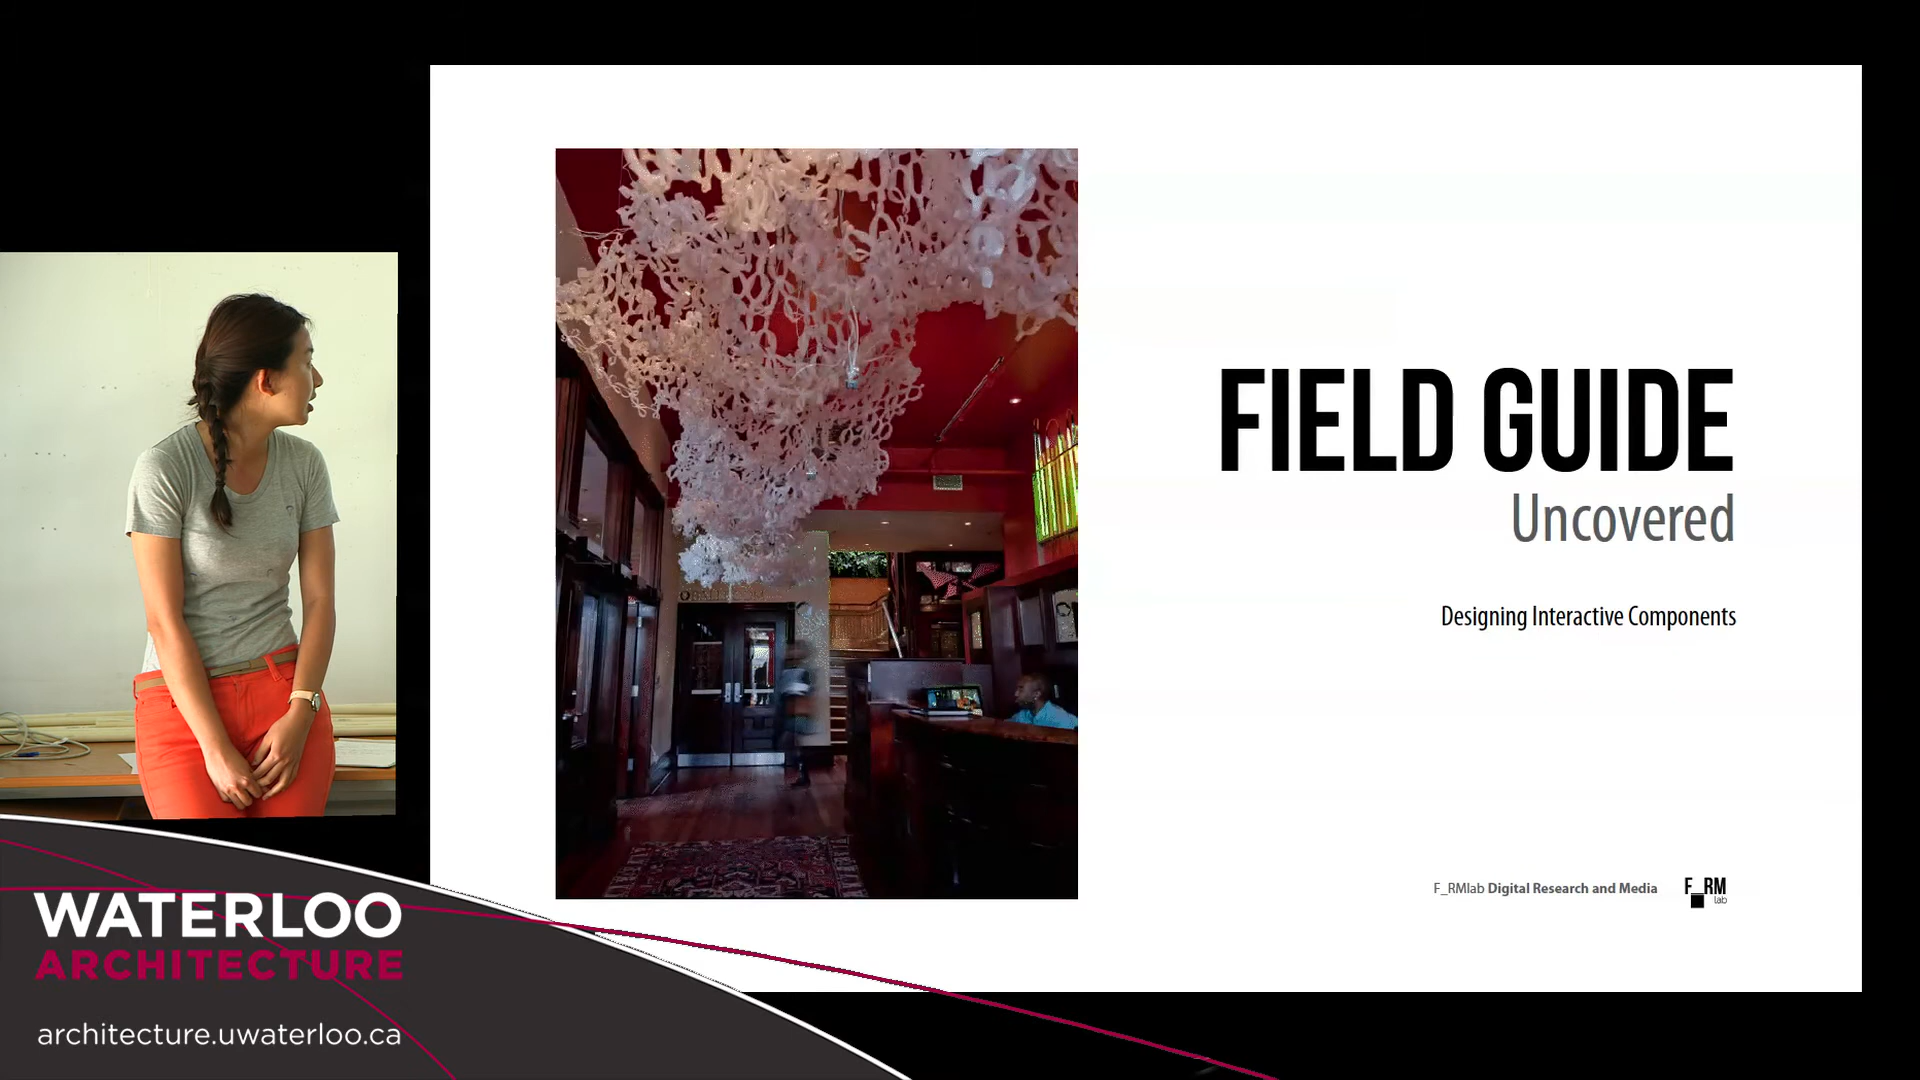 FIELD GUIDE
Uncovered
Designing Interactive Components
F_RMlab Digital Research and Media
F_RM
lab
WATERLOO
ARCHITECTURE
architecture.uwaterloo.ca